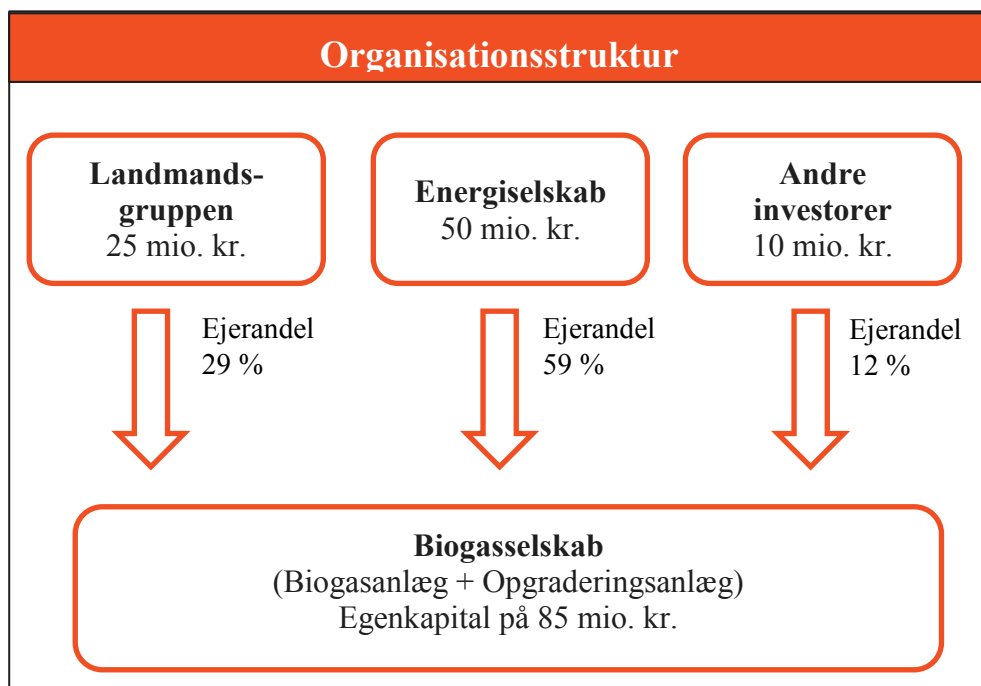 Organisationsstruktur
Landmands-
gruppen
25 mio. kr.
Energiselskab
50 mio. kr.
Andre
investorer
10 mio. kr.
Ejerandel
29 %
Ejerandel
59 %
Ejerandel
12 %
Biogasselskab
(Biogasanlæg + Opgraderingsanlæg)
Egenkapital på 85 mio. kr.